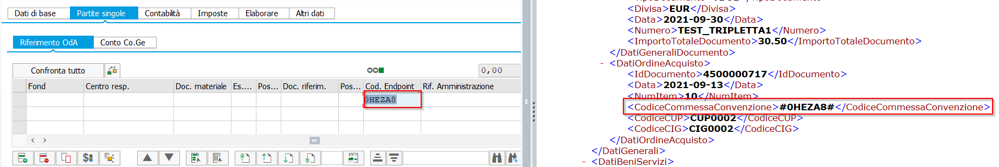 Dati di base Partite singole Contabilità Imposte Elaborare Altri dati
Riferimento OdA Conto Co.Ge
Confronta tutto 0,00
Fond Centro resp. Doc. materiale Es.... Pos... Doc. riferim. Pos... Cod. Endpoint Rif. Amministrazione
0HEZA8
<Divisa>EUR</Divisa>
<Data>2021-09-30</Data>
<Numero>TEST_TRIPLETTA1</Numero>
<ImportoTotaleDocumento>30.50</ImportoTotaleDocumento>
</DatiGeneraliDocumento>
- <DatiOrdineAcquisto>
<IdDocumento>4500000717</IdDocumento>
<Data>2021-09-13</Data>
<NumItem>10</NumItem>
<CodiceCommessaConvenzione>#0HEZA8#</CodiceCommessaConvenzione>
<CodiceCUP>CUP0002</CodiceCUP>
<CodiceCIG>CIG0002</CodiceCIG>
</DatiOrdineAcquisto>
</DatiGenerali>
- <DatiBeniServizi>